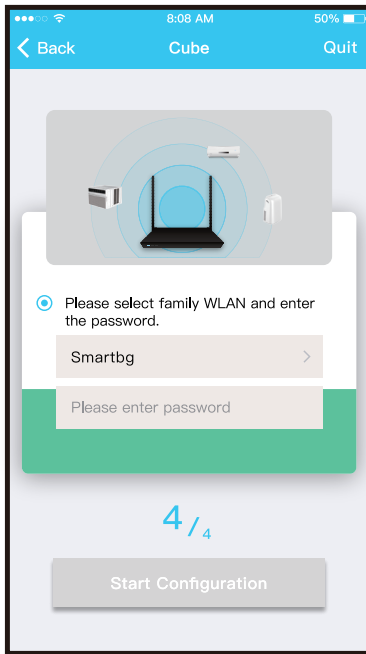 8:08 AM
50%
Back
Cube
Quit
Please select family WLAN and enter
the password.
Smartbg
Please enter password
4/4
Start Configuration